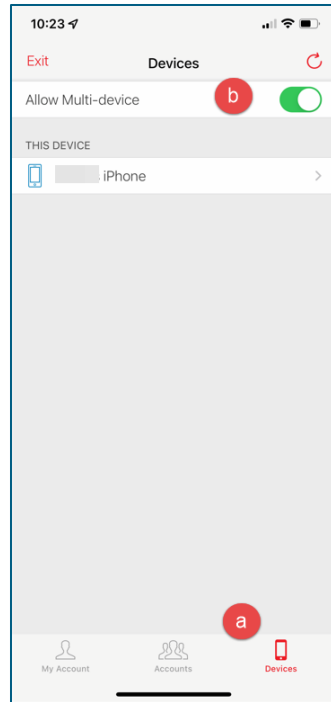 10:23
Exit
Devices
Allow Multi-device
b
THIS DEVICE
iPhone
a
My Account
Accounts
Devices